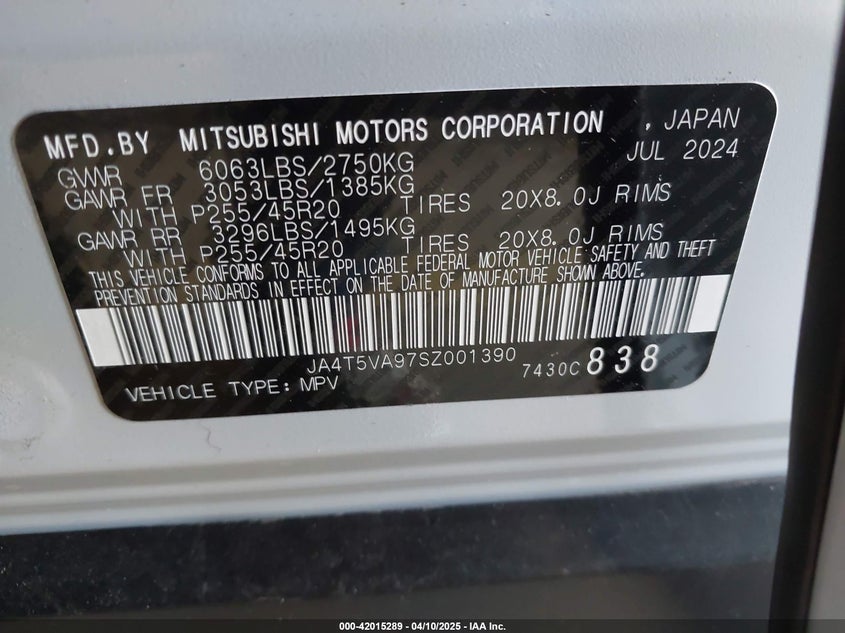 MFD.BY MITSUBISHI MOTORS CORPORATION , JAPAN
GVWR 6063LBS/2750KG JUL 2024
GAWR FR 3053LBS/1385KG
WITH P255/45R20 TIRES 20X8.0J RIMS
GAWR RR 3296LBS/1495KG
WITH P255/45R20 TIRES 20X8.0J RIMS
THIS VEHICLE CONFORMS TO ALL APPLICABLE FEDERAL MOTOR VEHICLE SAFETY AND THEFT
PREVENTION STANDARDS IN EFFECT ON THE DATE OF MANUFACTURE SHOWN ABOVE.
JA4T5VA97SZ001390
7430C 838
VEHICLE TYPE: MPV
000-42015289 - 04/10/2025 - IAA Inc.